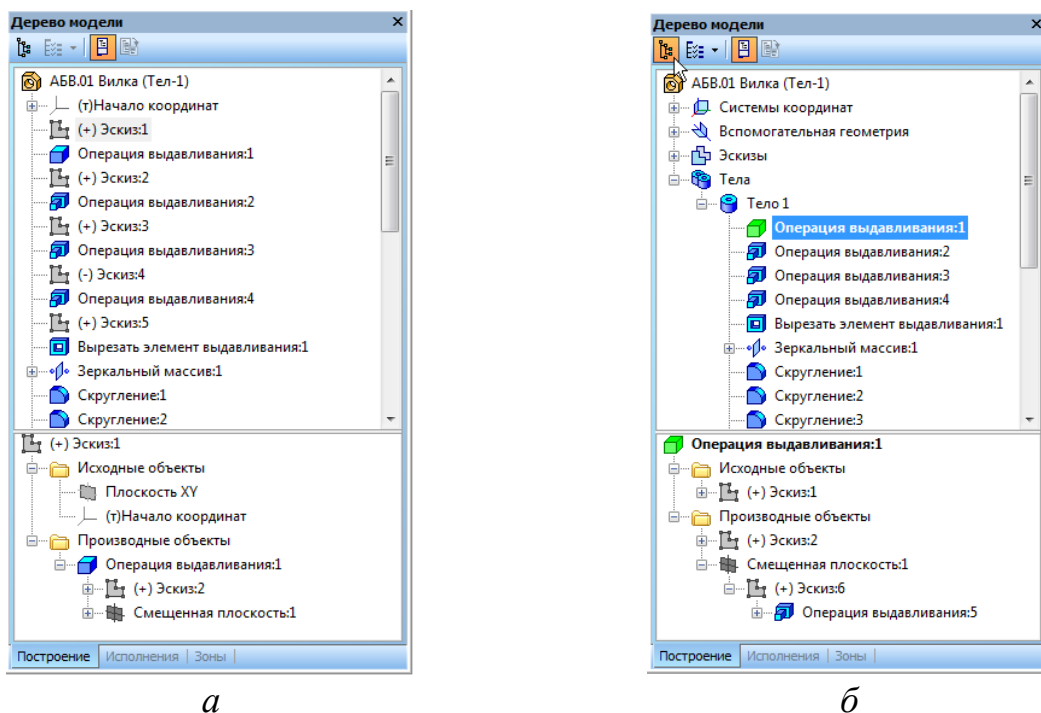 Дерево модели
АБВ.01 Вилка (Тел-1)
(т)Начало координат
(+) Эскиз:1
Операция выдавливания:1
(+) Эскиз:2
Операция выдавливания:2
(+) Эскиз:3
Операция выдавливания:3
(-) Эскиз:4
Операция выдавливания:4
(+) Эскиз:5
Вырезать элемент выдавливания:1
Зеркальный массив:1
Скругление:1
Скругление:2
(+) Эскиз:1
Исходные объекты
Плоскость XY
(т)Начало координат
Производные объекты
Операция выдавливания:1
(+) Эскиз:2
Смещенная плоскость:1
Построение Исполнения Зоны
а
Дерево модели
АБВ.01 Вилка (Тел-1)
Системы координат
Вспомогательная геометрия
Эскизы
Тела
Тело 1
Операция выдавливания:1
Операция выдавливания:2
Операция выдавливания:3
Операция выдавливания:4
Вырезать элемент выдавливания:1
Зеркальный массив:1
Скругление:1
Скругление:2
Скругление:3
Операция выдавливания:1
Исходные объекты
(+) Эскиз:1
Производные объекты
(+) Эскиз:2
Смещенная плоскость:1
(+) Эскиз:6
Операция выдавливания:5
Построение Исполнения Зоны
б